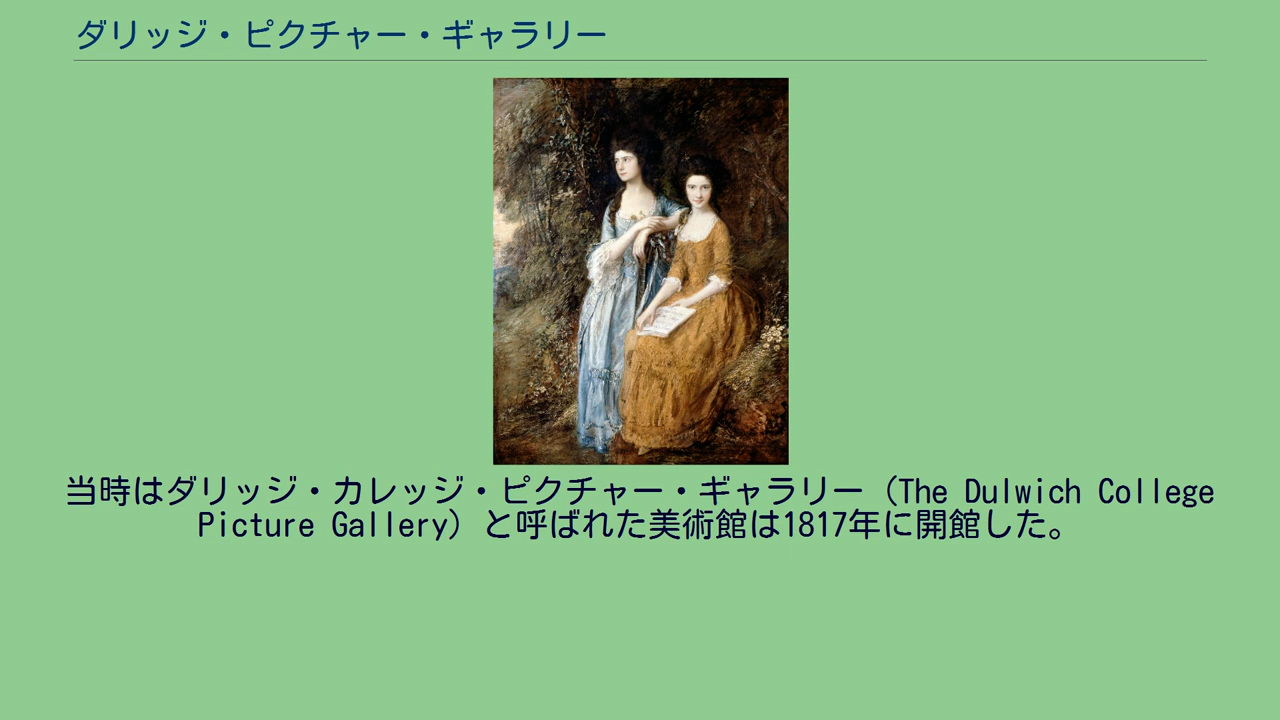 ダリッジ・ピクチャー・ギャラリー
当時はダリッジ・カレッジ・ピクチャー・ギャラリー（The Dulwich College
Picture Gallery）と呼ばれた美術館は1817年に開館した。